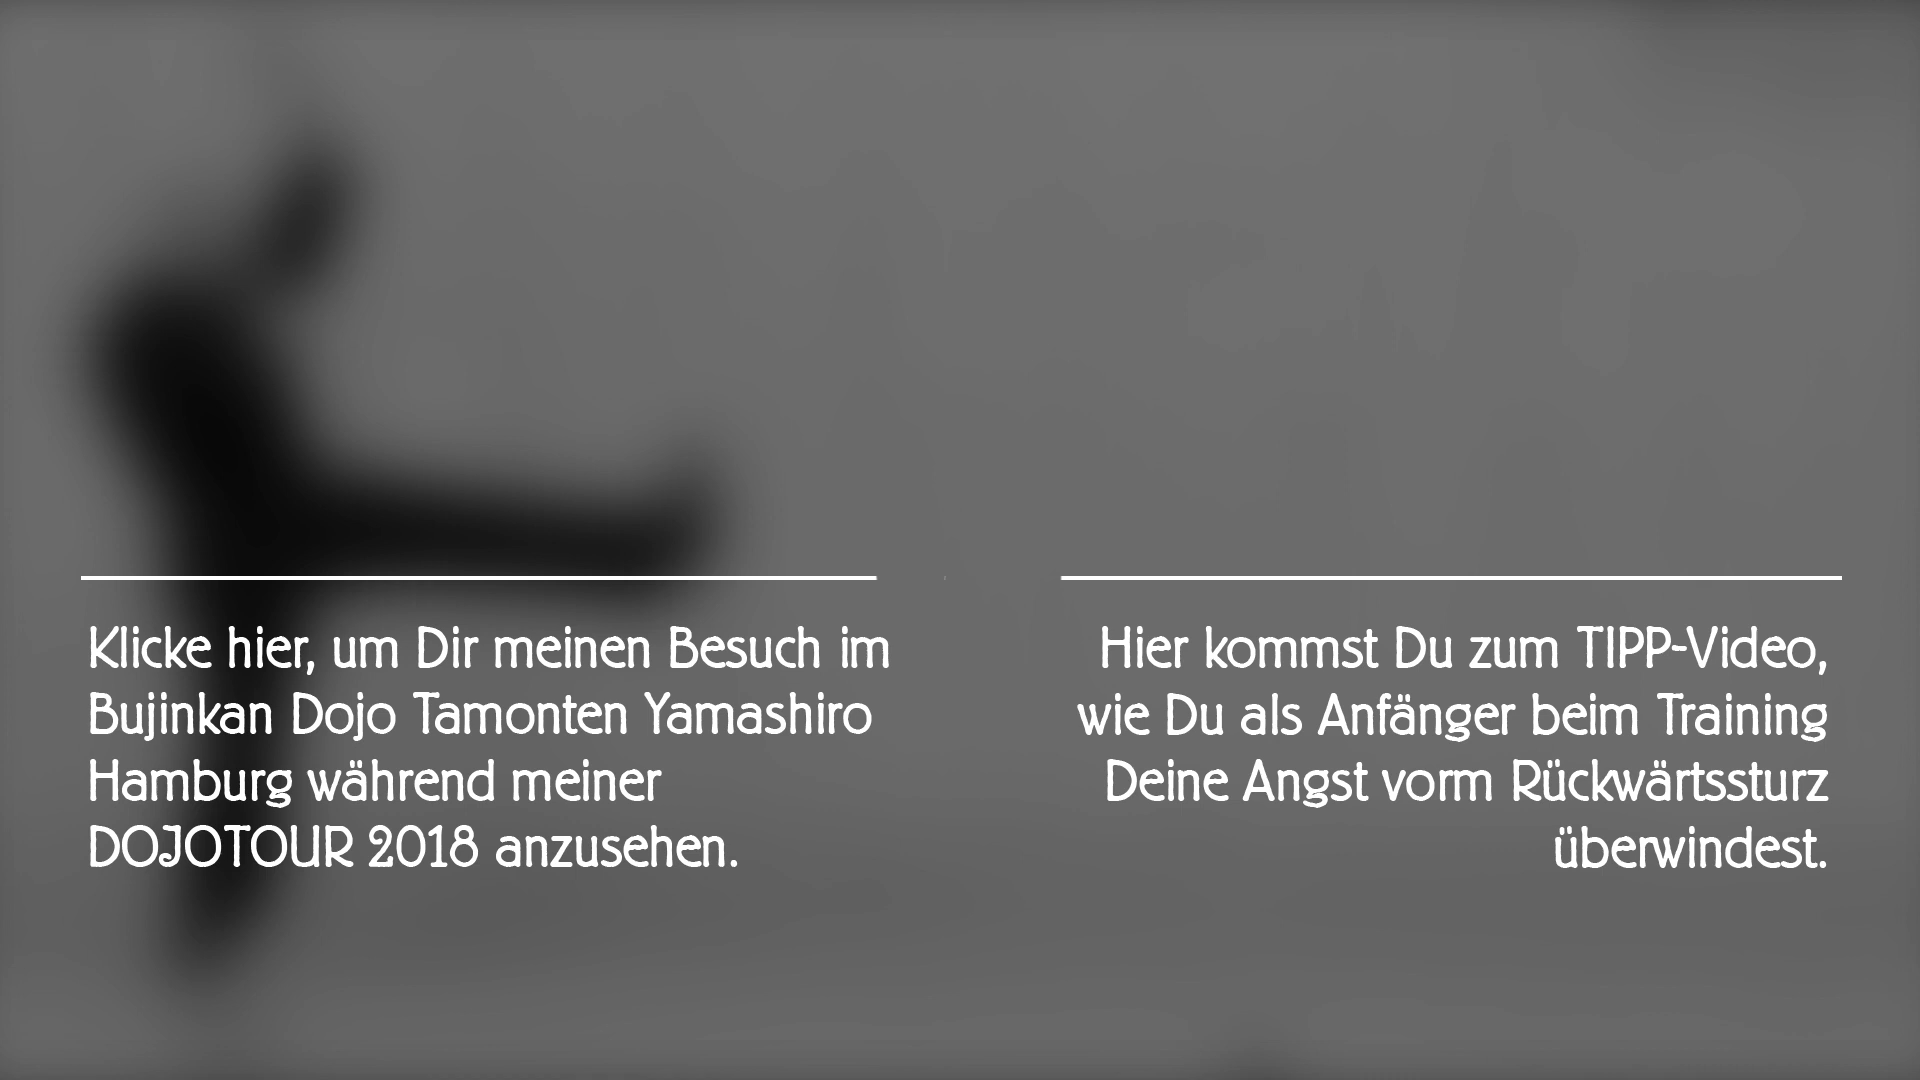 Klicke hier, um Dir meinen Besuch im
Bujinkan Dojo Tamonten Yamashiro
Hamburg während meiner
DOJOTOUR 2018 anzusehen.
Hier kommst Du zum TIPP-Video,
wie Du als Anfänger beim Training
Deine Angst vorm Rückwärtssturz
überwindest.